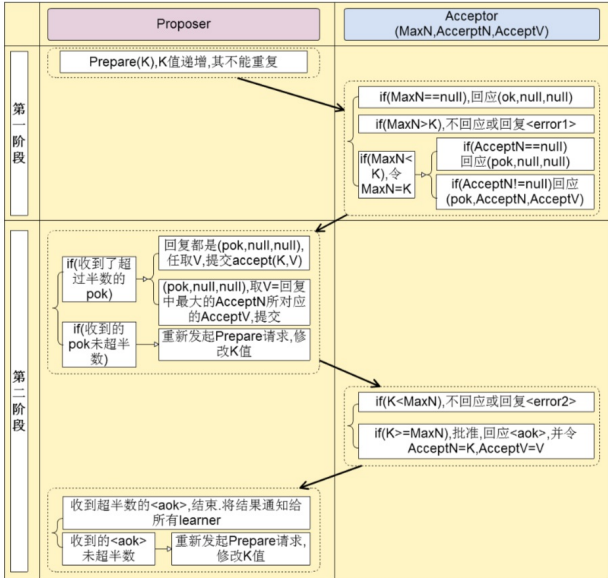 Proposer
Acceptor
(MaxN,AccerptN,AcceptV)
第一阶段
Prepare(K),K值递增,其不能重复
if(MaxN==null),回应(ok,null,null)
if(MaxN>K),不回应或回复<error1>
if(MaxN<
K),令
MaxN=K
if(AcceptN==null)
回应(pok,null,null)
if(AcceptN!=null)回应
(pok,AcceptN,AcceptV)
第二阶段
if(收到了超
过半数的
pok)
回复都是(pok,null,null),
任取V,提交accept(K,V)
(pok,null,null),取V=回复
中最大的AcceptN所对应
的AcceptV,提交
if(收到的
pok未超半
数)
重新发起Prepare请求,修
改K值
if(K<MaxN),不回应或回复<error2>
if(K>=MaxN),批准,回应<aok>,并令
AcceptN=K,AcceptV=V
收到超半数的<aok>,结束.将结果通知给
所有learner
收到的<aok>
未超半数
重新发起Prepare请求,
修改K值